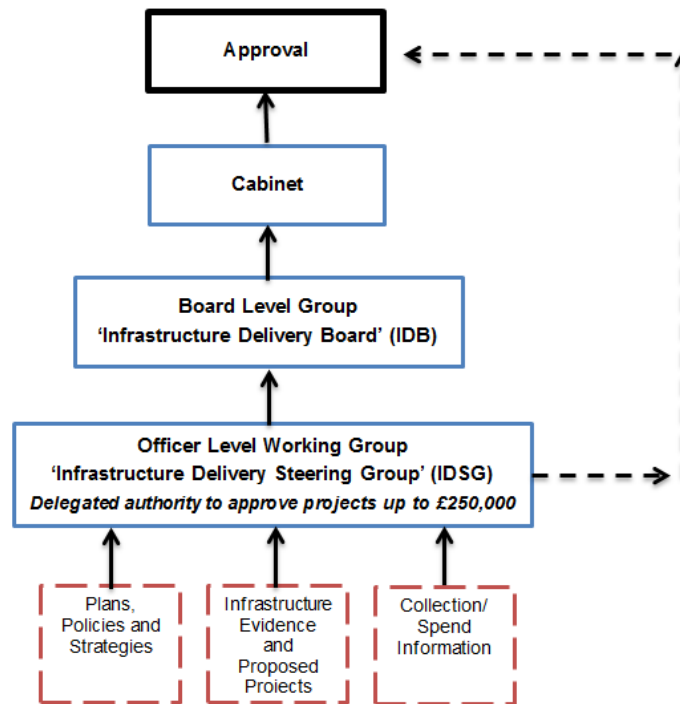 Approval
Cabinet
Board Level Group
‘Infrastructure Delivery Board’ (IDB)
Officer Level Working Group
‘Infrastructure Delivery Steering Group’ (IDSG)
Delegated authority to approve projects up to £250,000
Plans,
Policies and
Strategies
Infrastructure
Evidence
and
Proposed
Projects
Collection/
Spend
Information